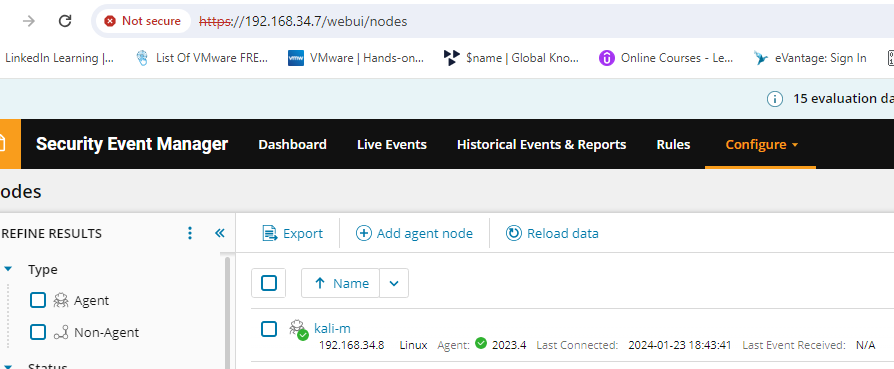 Not secure https://192.168.34.7/webui/nodes
LinkedIn Learning |... List Of VMware FRE... vmw VMware | Hands-on... $name | Global Kno... Online Courses - Le... eVantage: Sign In
15 evaluation da
Security Event Manager Dashboard Live Events Historical Events & Reports Rules Configure
odes
REFINE RESULTS Export Add agent node Reload data
Type
Name
Agent
Non-Agent
kali-m
192.168.34.8 Linux Agent: 2023.4 Last Connected: 2024-01-23 18:43:41 Last Event Received: N/A
Status